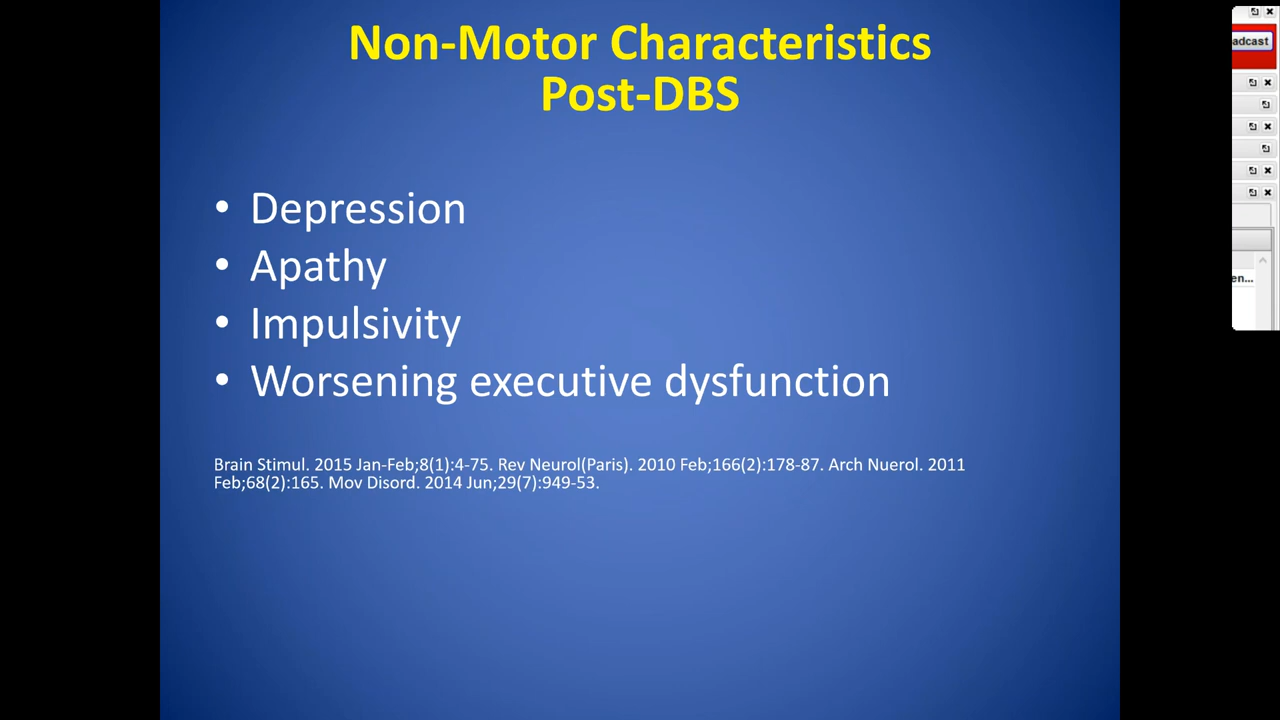 Non-Motor Characteristics
Post-DBS
• Depression
• Apathy
• Impulsivity
• Worsening executive dysfunction
Brain Stimul. 2015 Jan-Feb;8(1):4-75. Rev Neurol(Paris). 2010 Feb;166(2):178-87. Arch Nuerol. 2011
Feb;68(2):165. Mov Disord. 2014 Jun;29(7):949-53.
adcast
en...